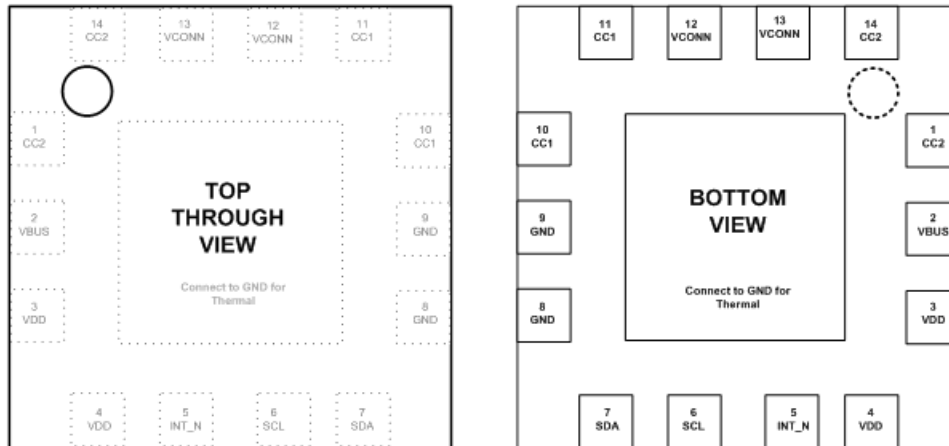 14
CC2
13
VCONN
12
VCONN
11
CC1
1
CC2
10
CC1
TOP
THROUGH
VIEW
2
VBUS
9
GND
Connect to GND for
Thermal
3
VDD
8
GND
4
VDD
5
INT_N
6
SCL
7
SDA
11
CC1
12
VCONN
13
VCONN
14
CC2
10
CC1
1
CC2
BOTTOM
VIEW
9
GND
2
VBUS
Connect to GND for
Thermal
8
GND
3
VDD
7
SDA
6
SCL
5
INT_N
4
VDD